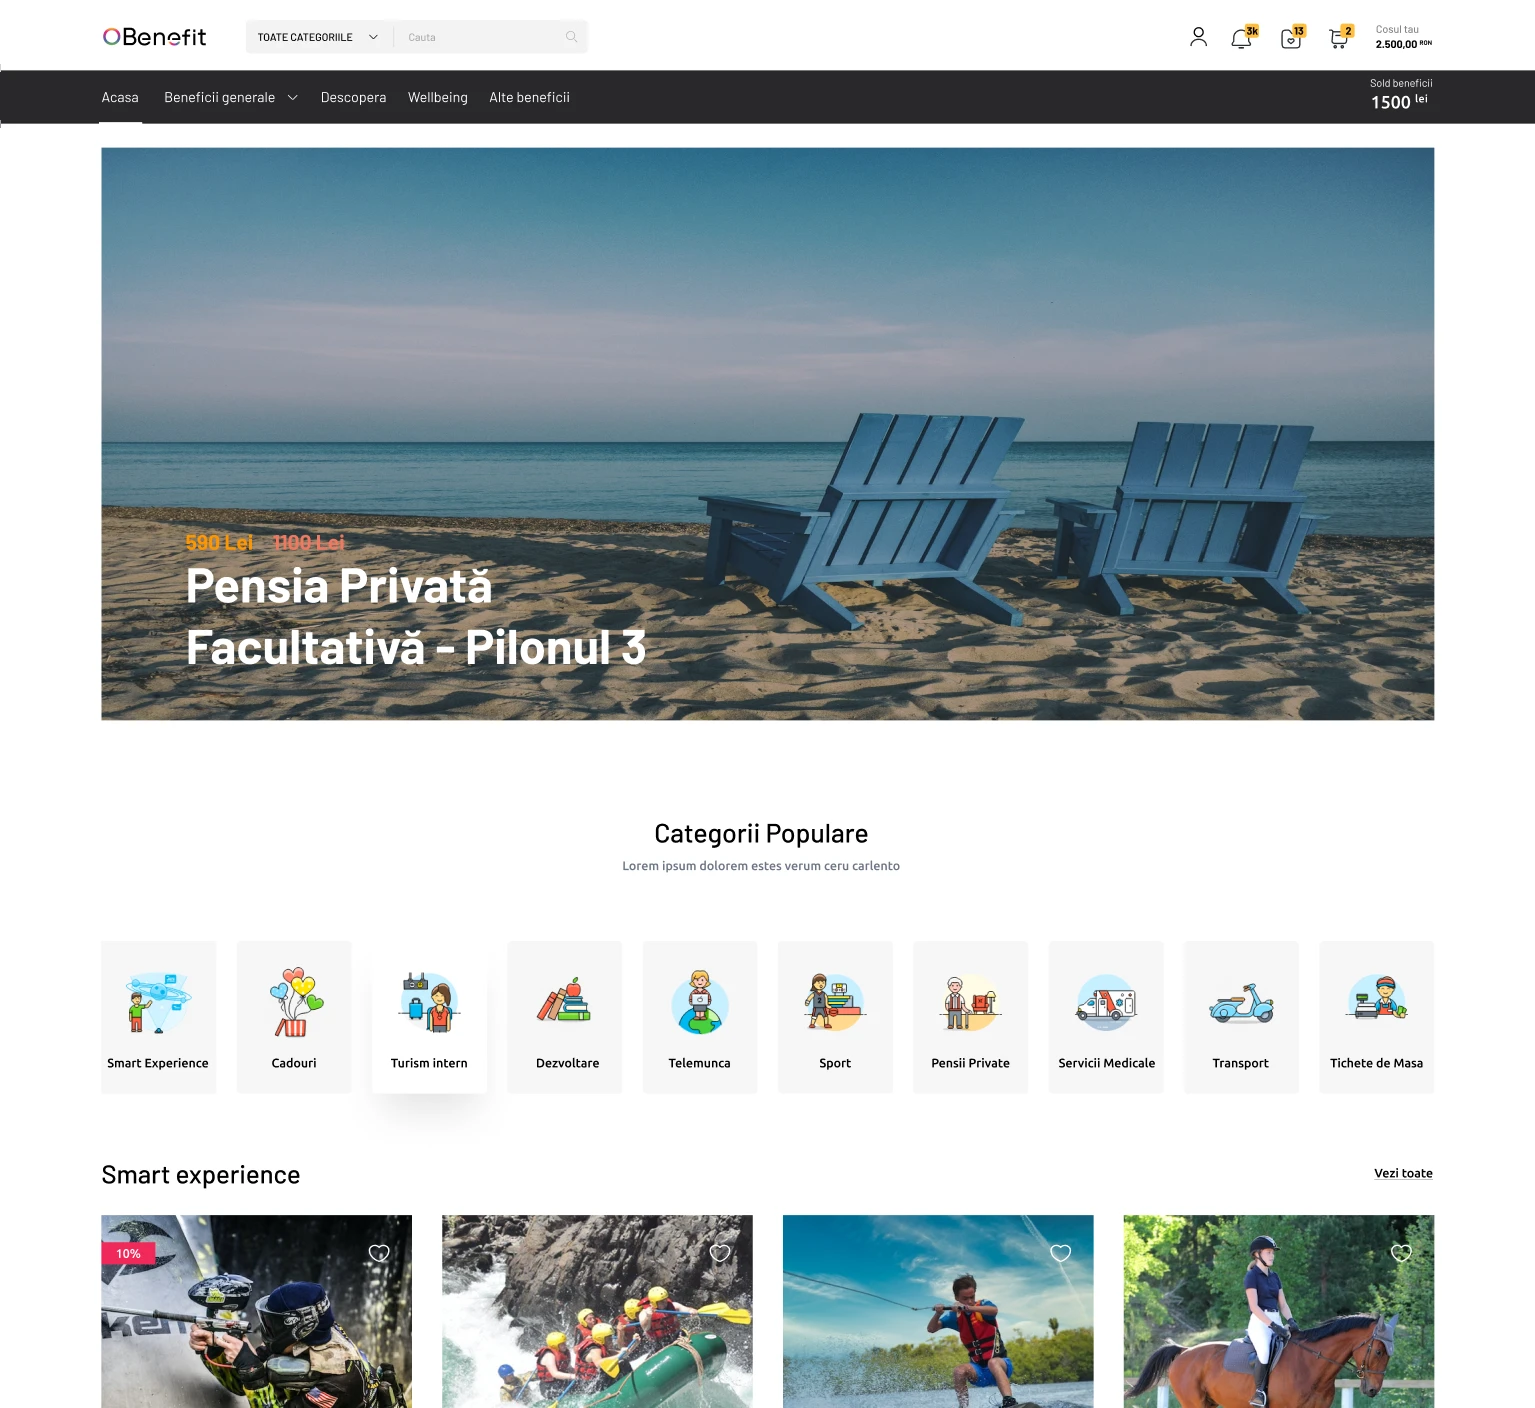 OBenefit
TOATE CATEGORIILE
Cauta
3k
13
2
Cosul tau
2.500,00 RON
Acasa
Beneficii generale
Descopera
Wellbeing
Alte beneficii
Sold beneficii
1500 lei
590 Lei 1100 Lei
Pensia Privată
Facultativă - Pilonul 3
Categorii Populare
Lorem ipsum dolorem estes verum ceru carlento
Smart Experience
Cadouri
Turism intern
Dezvoltare
Telemunca
Sport
Pensii Private
Servicii Medicale
Transport
Tichete de Masa
Smart experience
Vezi toate
10%